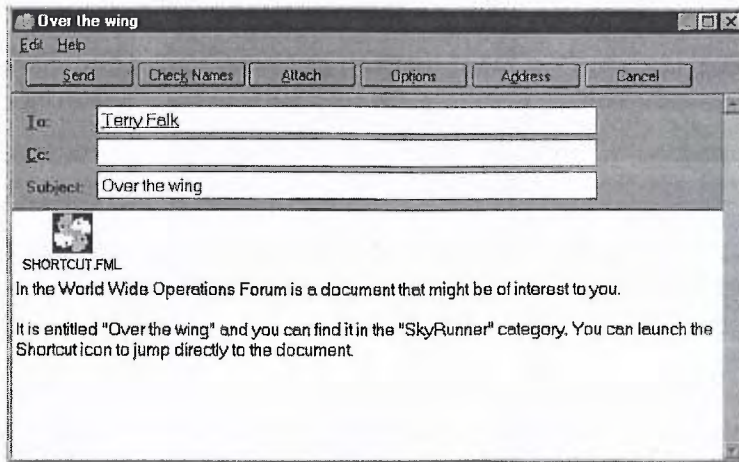 Over the wing
Edit Help
Send Check Names Attach Options Address Cancel
To: Terry Falk
Cc:
Subject: Over the wing
SHORTCUT.FML
In the World Wide Operations Forum is a document that might be of interest to you.
It is entitled "Over the wing" and you can find it in the "SkyRunner" category. You can launch the
Shortcut icon to jump directly to the document.